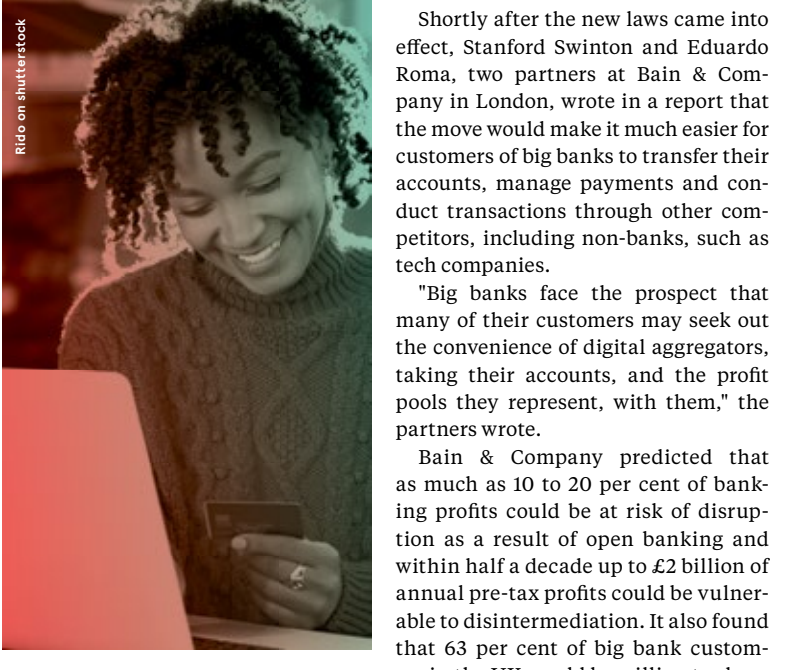 Rido on shutterstock
Shortly after the new laws came into
effect, Stanford Swinton and Eduardo
Roma, two partners at Bain & Com-
pany in London, wrote in a report that
the move would make it much easier for
customers of big banks to transfer their
accounts, manage payments and con-
duct transactions through other com-
petitors, including non-banks, such as
tech companies.
"Big banks face the prospect that
many of their customers may seek out
the convenience of digital aggregators,
taking their accounts, and the profit
pools they represent, with them," the
partners wrote.
Bain & Company predicted that
as much as 10 to 20 per cent of bank-
ing profits could be at risk of disrup-
tion as a result of open banking and
within half a decade up to £2 billion of
annual pre-tax profits could be vulner-
able to disintermediation. It also found
that 63 per cent of big bank custom-